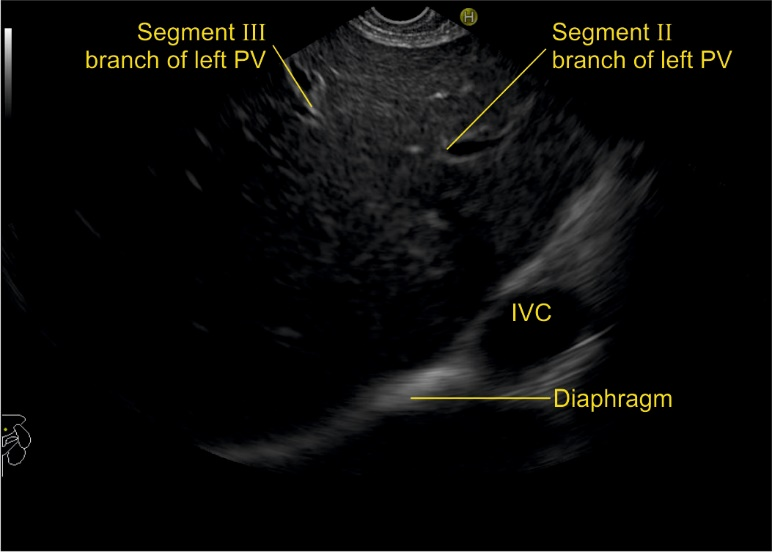 H
Segment III
branch of left PV
Segment II
branch of left PV
IVC
Diaphragm